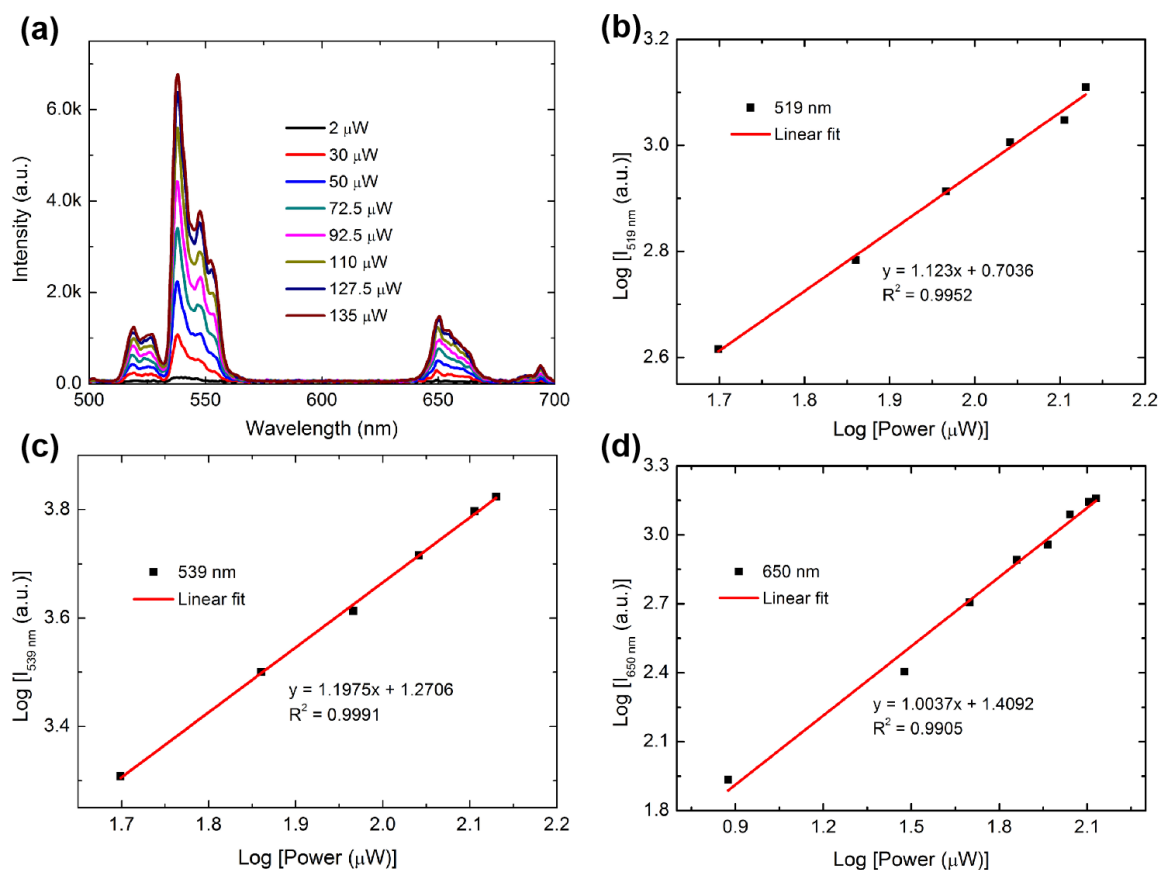 (a)
Intensity (a.u.)
6.0k
4.0k
2.0k
0.0
2 μW
30 μW
50 μW
72.5 μW
92.5 μW
110 μW
127.5 μW
135 μW
500 550 600 650 700
Wavelength (nm)
(b)
Log [I519 nm (a.u.)]
3.2
3.0
2.8
2.6
519 nm
Linear fit
y = 1.123x + 0.7036
R² = 0.9952
1.7 1.8 1.9 2.0 2.1 2.2
Log [Power (μW)]
(c)
Log [I539 nm (a.u.)]
3.8
3.6
3.4
539 nm
Linear fit
y = 1.1975x + 1.2706
R² = 0.9991
1.7 1.8 1.9 2.0 2.1 2.2
Log [Power (μW)]
(d)
Log [I650 nm (a.u.)]
3.3
3.0
2.7
2.4
2.1
1.8
650 nm
Linear fit
y = 1.0037x + 1.4092
R² = 0.9905
0.9 1.2 1.5 1.8 2.1
Log [Power (μW)]